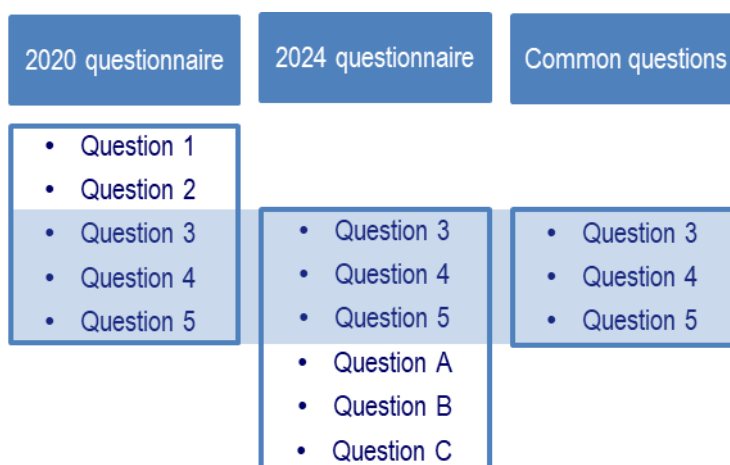 2020 questionnaire
2024 questionnaire
Common questions
• Question 1
• Question 2
• Question 3
• Question 4
• Question 5
• Question 3
• Question 4
• Question 5
• Question A
• Question B
• Question C
• Question 3
• Question 4
• Question 5